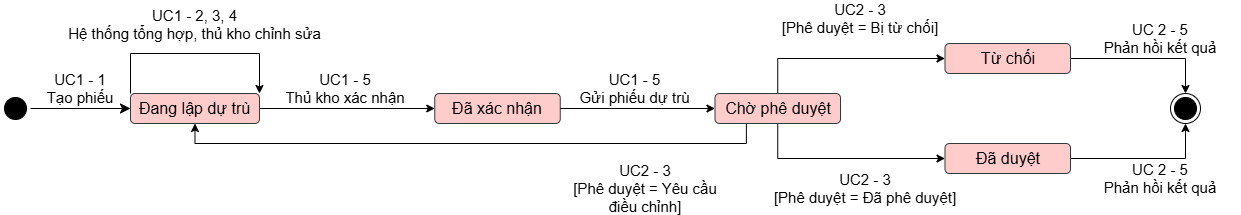 UC1 - 2, 3, 4
Hệ thống tổng hợp, thủ kho chỉnh sửa
UC1 - 1
Tạo phiếu
Đang lập dự trù
UC1 - 5
Thủ kho xác nhận
Đã xác nhận
UC1 - 5
Gửi phiếu dự trù
Chờ phê duyệt
UC2 - 3
[Phê duyệt = Bị từ chối]
Từ chối
UC 2 - 5
Phản hồi kết quả
UC2 - 3
[Phê duyệt = Yêu cầu
điều chỉnh]
UC2 - 3
[Phê duyệt = Đã phê duyệt]
Đã duyệt
UC 2 - 5
Phản hồi kết quả